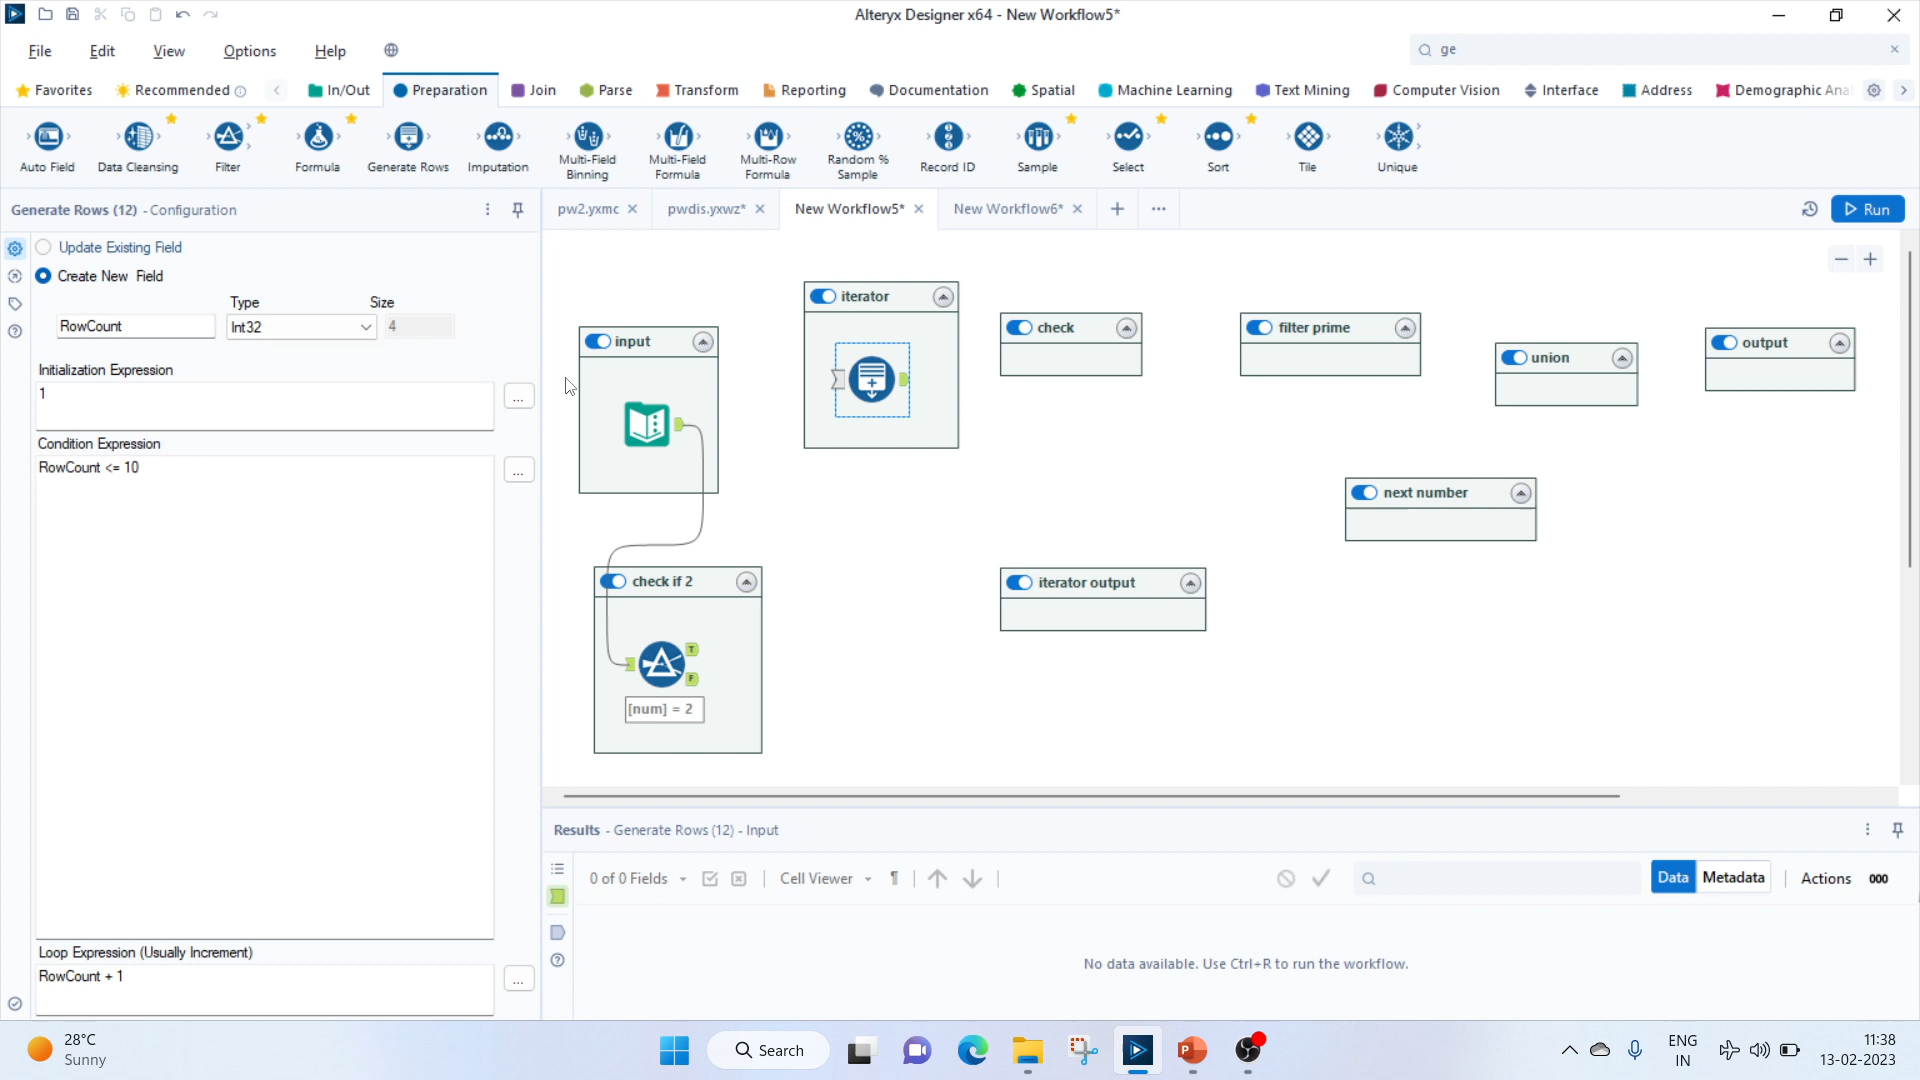 Alteryx Designer x64 - New Workflow5*
File Edit View Options Help
ge
Favorites Recommended In/Out Preparation Join Parse Transform Reporting Documentation Spatial Machine Learning Text Mining Computer Vision Interface Address Demographic Ana
Auto Field
Data Cleansing
Filter
Formula
Generate Rows
Imputation
Multi-Field
Binning
Multi-Field
Formula
Multi-Row
Formula
Random %
Sample
Record ID
Sample
Select
Sort
Tile
Unique
Generate Rows (12) - Configuration
pw2.yxmc
pwdis.yxwz*
New Workflow5*
New Workflow6*
Run
Update Existing Field
Create New Field
Type
Size
RowCount
Int32
4
Initialization Expression
1
...
Condition Expression
RowCount <= 10
...
Loop Expression (Usually Increment)
RowCount + 1
...
input
iterator
check
filter prime
union
output
next number
check if 2
T
F
[num] = 2
iterator output
Results - Generate Rows (12) - Input
0 of 0 Fields
Cell Viewer
¶
Data
Metadata
Actions
000
No data available. Use Ctrl+R to run the workflow.
28°C
Sunny
Search
ENG
IN
11:38
13-02-2023